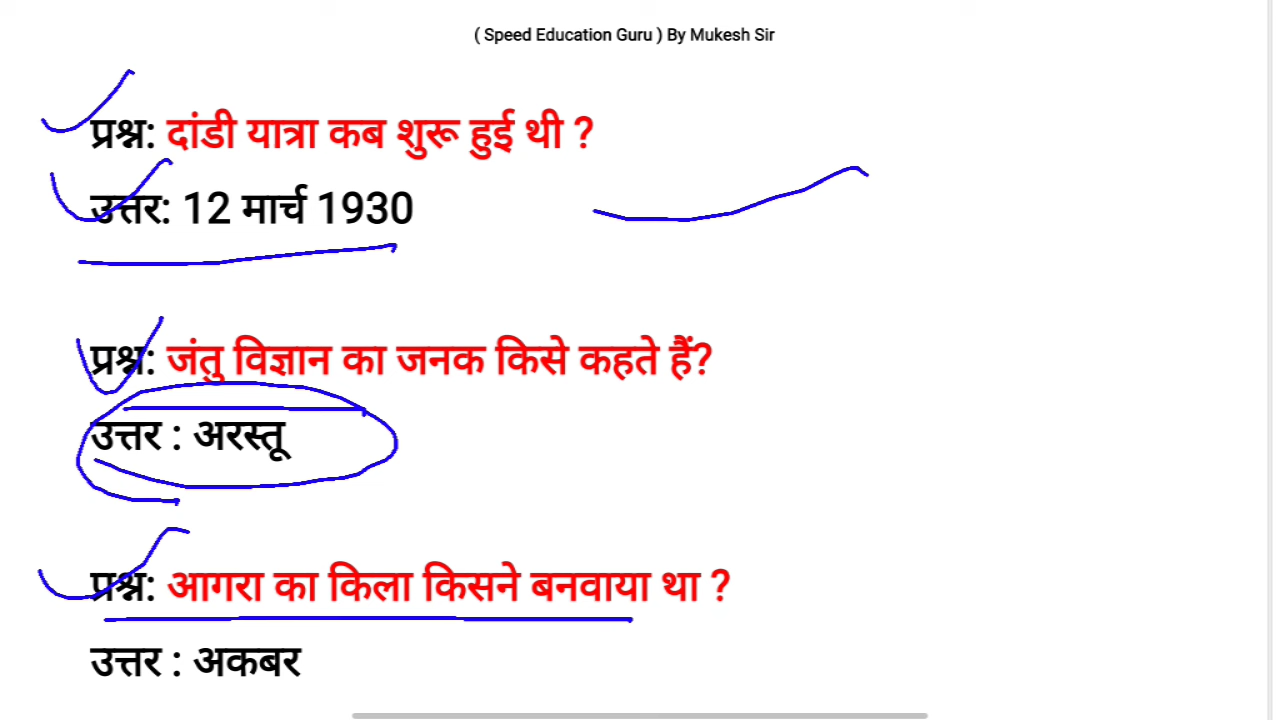 ( Speed Education Guru ) By Mukesh Sir
प्रश्न: दांडी यात्रा कब शुरू हुई थी ?
उत्तर: 12 मार्च 1930
प्रश्न: जंतु विज्ञान का जनक किसे कहते हैं?
उत्तर : अरस्तू
प्रश्न: आगरा का किला किसने बनवाया था ?
उत्तर : अकबर